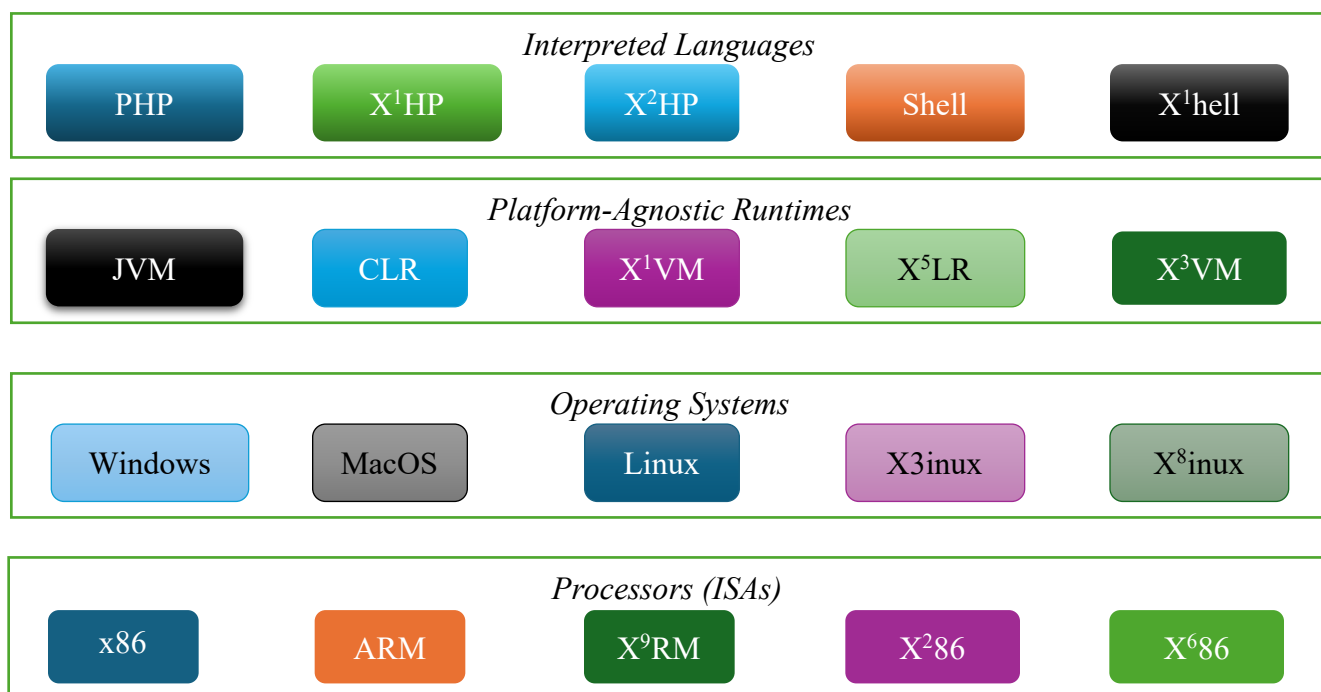 Interpreted Languages
PHP X¹HP X²HP Shell X¹hell
Platform-Agnostic Runtimes
JVM CLR X¹VM X⁵LR X³VM
Operating Systems
Windows MacOS Linux X3inux X⁸inux
Processors (ISAs)
x86 ARM X⁹RM X²86 X⁶86